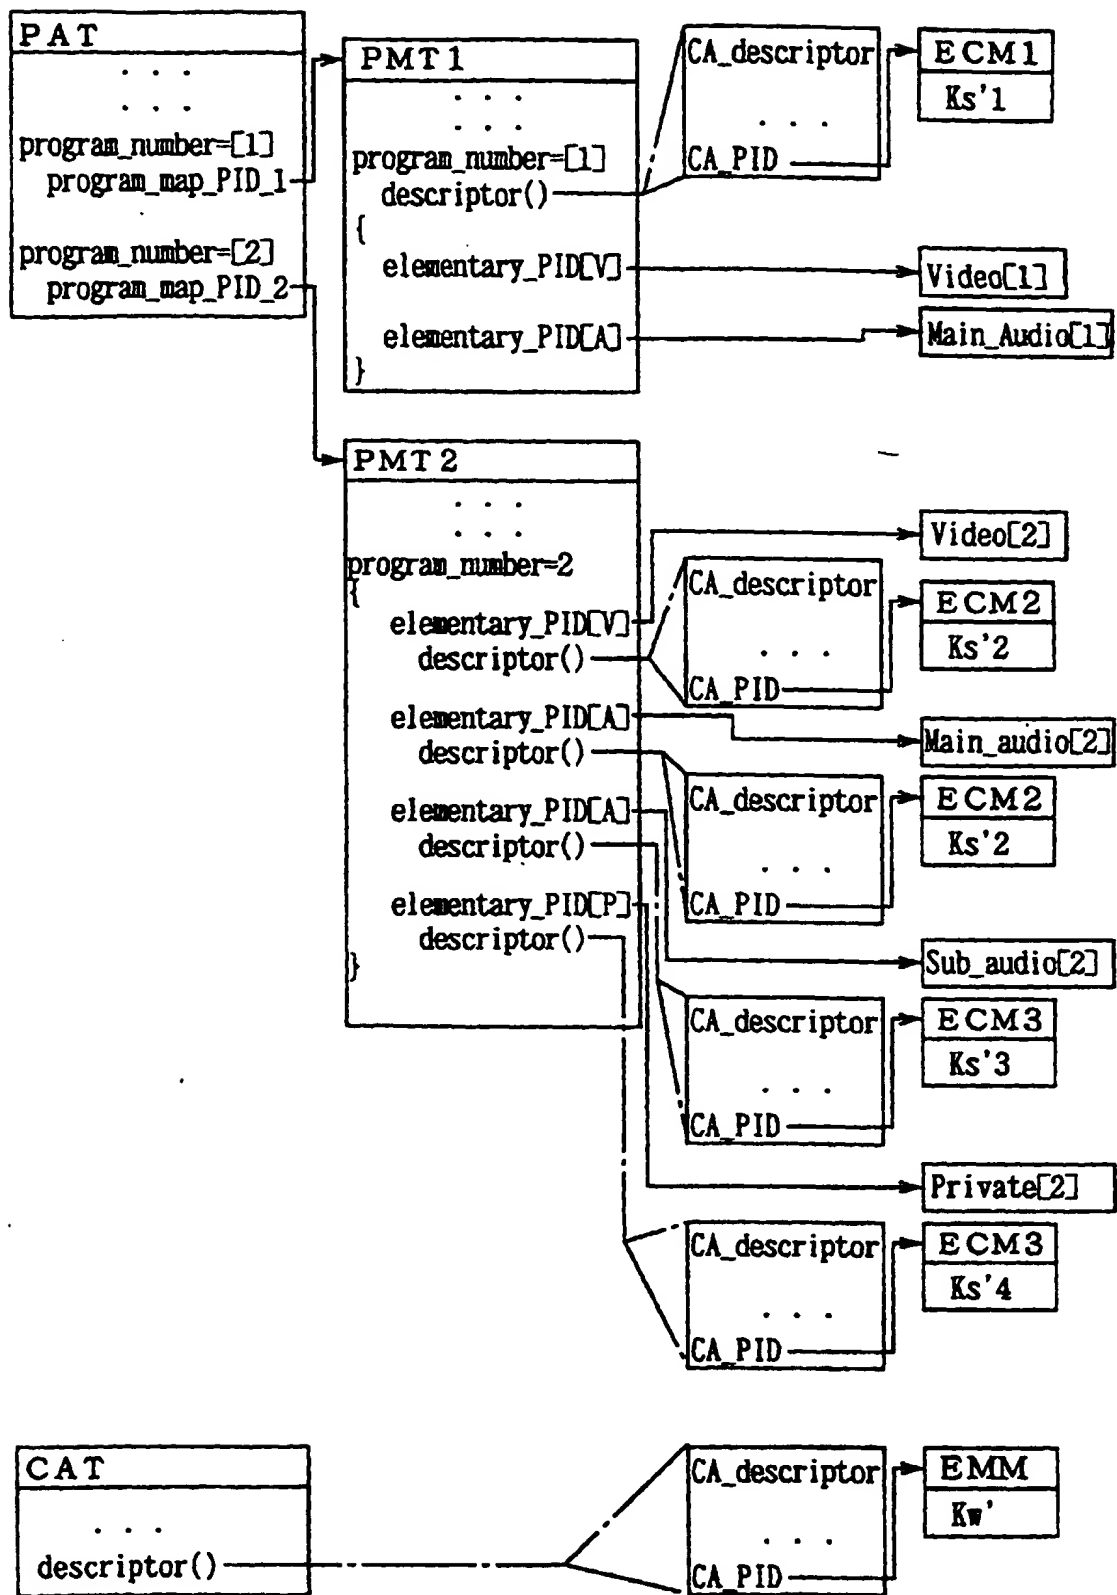 PAT
. . .
. . .
program_number=[1]
program_map_PID_1
program_number=[2]
program_map_PID_2
PMT1
. . .
. . .
program_number=[1]
descriptor()
{
elementary_PID[V]
elementary_PID[A]
}
CA_descriptor
. . .
CA_PID
ECM1
Ks'1
Video[1]
Main_Audio[1]
PMT2
. . .
. . .
program_number=2
{
elementary_PID[V]
descriptor()
elementary_PID[A]
descriptor()
elementary_PID[A]
descriptor()
elementary_PID[P]
descriptor()
}
Video[2]
CA_descriptor
. . .
CA_PID
ECM2
Ks'2
Main_audio[2]
CA_descriptor
. . .
CA_PID
ECM2
Ks'2
Sub_audio[2]
CA_descriptor
. . .
CA_PID
ECM3
Ks'3
Private[2]
CA_descriptor
. . .
CA_PID
ECM3
Ks'4
CAT
. . .
descriptor()
CA_descriptor
. . .
CA_PID
EMM
Kw'